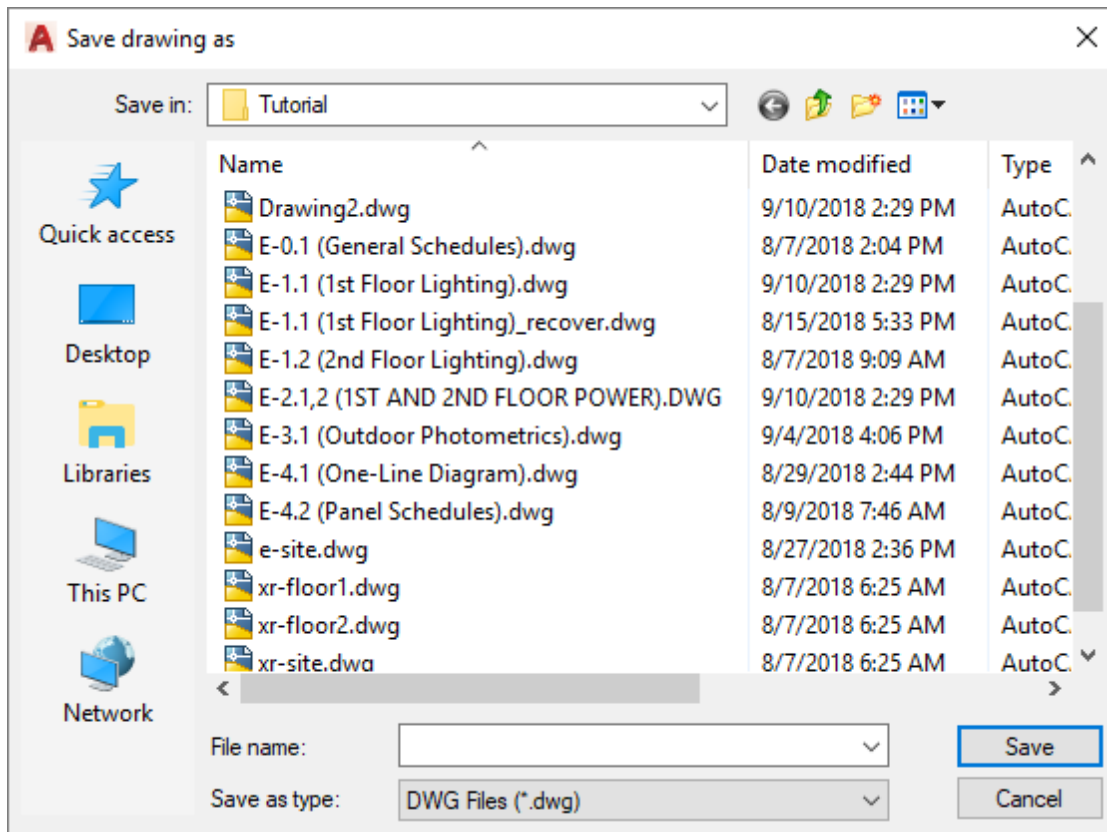 Save drawing as
Save in: Tutorial
Name Date modified Type
Drawing2.dwg 9/10/2018 2:29 PM AutoC.
E-0.1 (General Schedules).dwg 8/7/2018 2:04 PM AutoC.
E-1.1 (1st Floor Lighting).dwg 9/10/2018 2:29 PM AutoC.
E-1.1 (1st Floor Lighting)_recover.dwg 8/15/2018 5:33 PM AutoC.
E-1.2 (2nd Floor Lighting).dwg 8/7/2018 9:09 AM AutoC.
E-2.1,2 (1ST AND 2ND FLOOR POWER).DWG 9/10/2018 2:29 PM AutoC.
E-3.1 (Outdoor Photometrics).dwg 9/4/2018 4:06 PM AutoC.
E-4.1 (One-Line Diagram).dwg 8/29/2018 2:44 PM AutoC.
E-4.2 (Panel Schedules).dwg 8/9/2018 7:46 AM AutoC.
e-site.dwg 8/27/2018 2:36 PM AutoC.
xr-floor1.dwg 8/7/2018 6:25 AM AutoC.
xr-floor2.dwg 8/7/2018 6:25 AM AutoC.
xr-site.dwg 8/7/2018 6:25 AM AutoC.
Quick access
Desktop
Libraries
This PC
Network
File name: Save
Save as type: DWG Files (*.dwg) Cancel